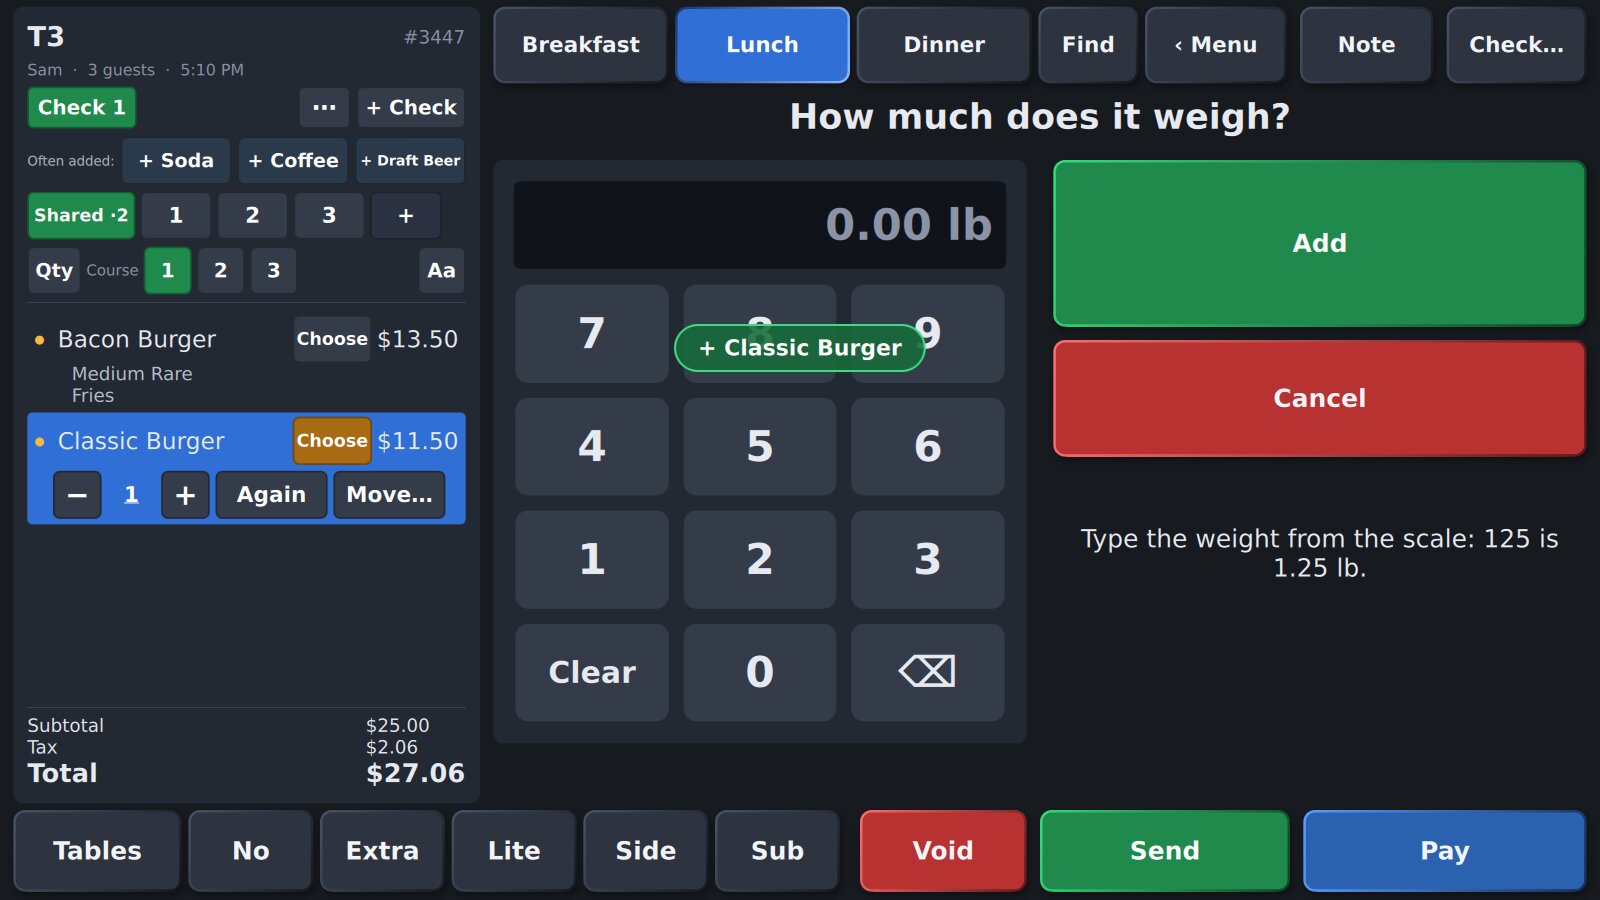 T3
#3447
Sam · 3 guests · 5:10 PM
Check 1
...
+ Check
Often added:
+ Soda
+ Coffee
+ Draft Beer
Shared ·2
1
2
3
+
Qty
Course
1
2
3
Aa
Bacon Burger
Choose
$13.50
Medium Rare
Fries
Classic Burger
Choose
$11.50
−
1
+
Again
Move...
Subtotal
$25.00
Tax
$2.06
Total
$27.06
Breakfast
Lunch
Dinner
Find
‹ Menu
Note
Check...
How much does it weigh?
0.00 lb
7
8
9
+ Classic Burger
4
5
6
1
2
3
Clear
0
⌫
Add
Cancel
Type the weight from the scale: 125 is
1.25 lb.
Tables
No
Extra
Lite
Side
Sub
Void
Send
Pay